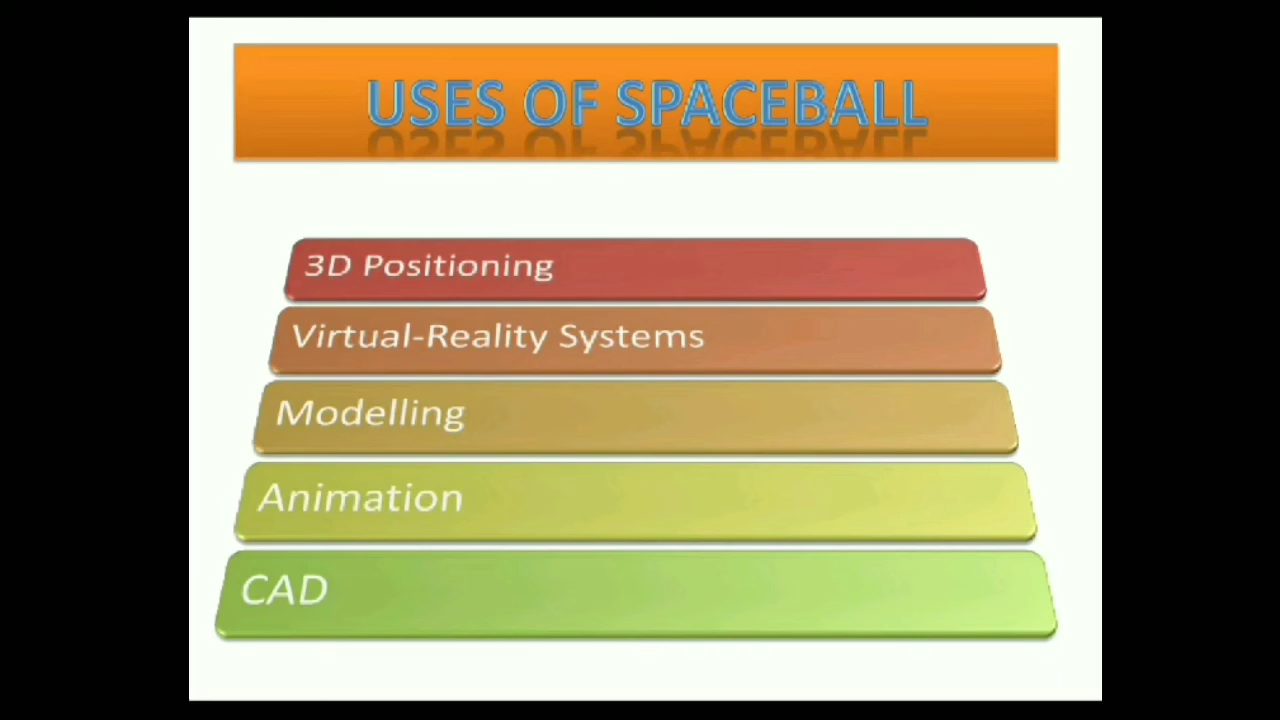 USES OF SPACEBALL
3D Positioning
Virtual-Reality Systems
Modelling
Animation
CAD